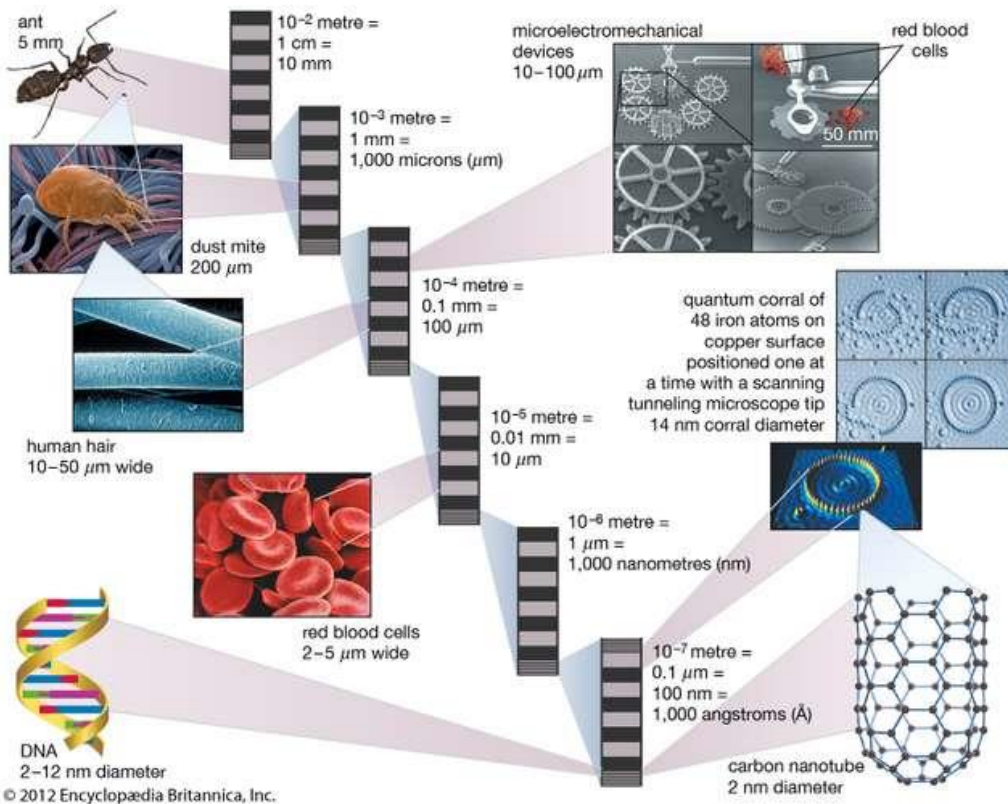 ant
5 mm
10⁻² metre =
1 cm =
10 mm
microelectromechanical
devices
10–100 μm
red blood
cells
50 mm
10⁻³ metre =
1 mm =
1,000 microns (μm)
dust mite
200 μm
10⁻⁴ metre =
0.1 mm =
100 μm
quantum corral of
48 iron atoms on
copper surface
positioned one at
a time with a scanning
tunneling microscope tip
14 nm corral diameter
human hair
10–50 μm wide
10⁻⁵ metre =
0.01 mm =
10 μm
10⁻⁶ metre =
1 μm =
1,000 nanometres (nm)
red blood cells
2–5 μm wide
10⁻⁷ metre =
0.1 μm =
100 nm =
1,000 angstroms (Å)
DNA
2–12 nm diameter
carbon nanotube
2 nm diameter
© 2012 Encyclopædia Britannica, Inc.